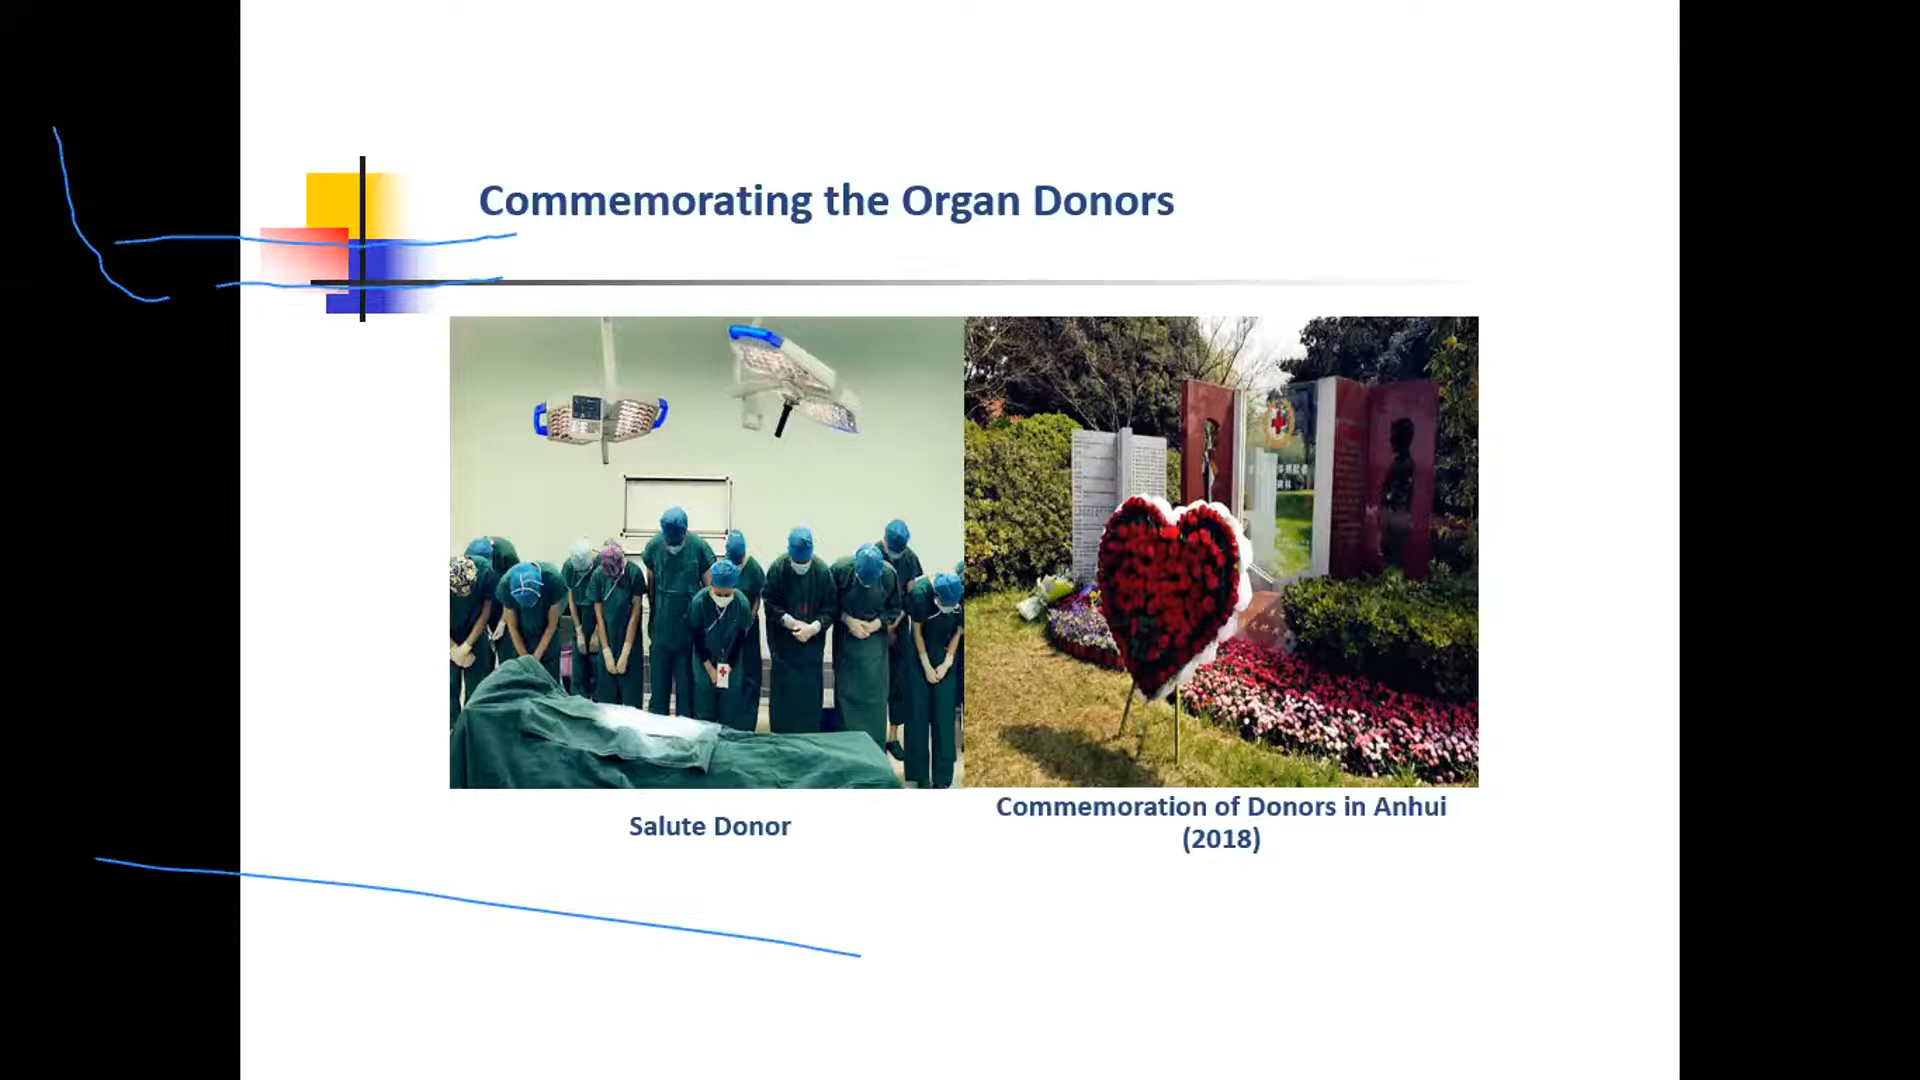 Commemorating the Organ Donors
Salute Donor
Commemoration of Donors in Anhui
(2018)